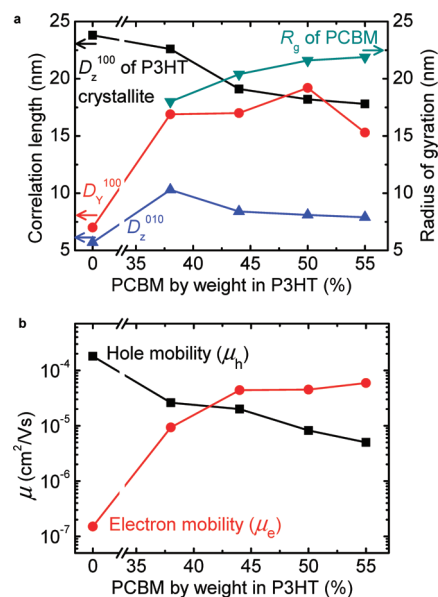 a
Correlation length (nm)
25
20
15
10
5
D_z^100 of P3HT
crystallite
R_g of PCBM
D_Y^100
D_z^010
25
20
15
10
5
Radius of gyration (nm)
0 35 40 45 50 55
PCBM by weight in P3HT (%)
b
μ (cm²/Vs)
10⁻⁴
10⁻⁵
10⁻⁶
10⁻⁷
Hole mobility (μ_h)
Electron mobility (μ_e)
0 35 40 45 50 55
PCBM by weight in P3HT (%)